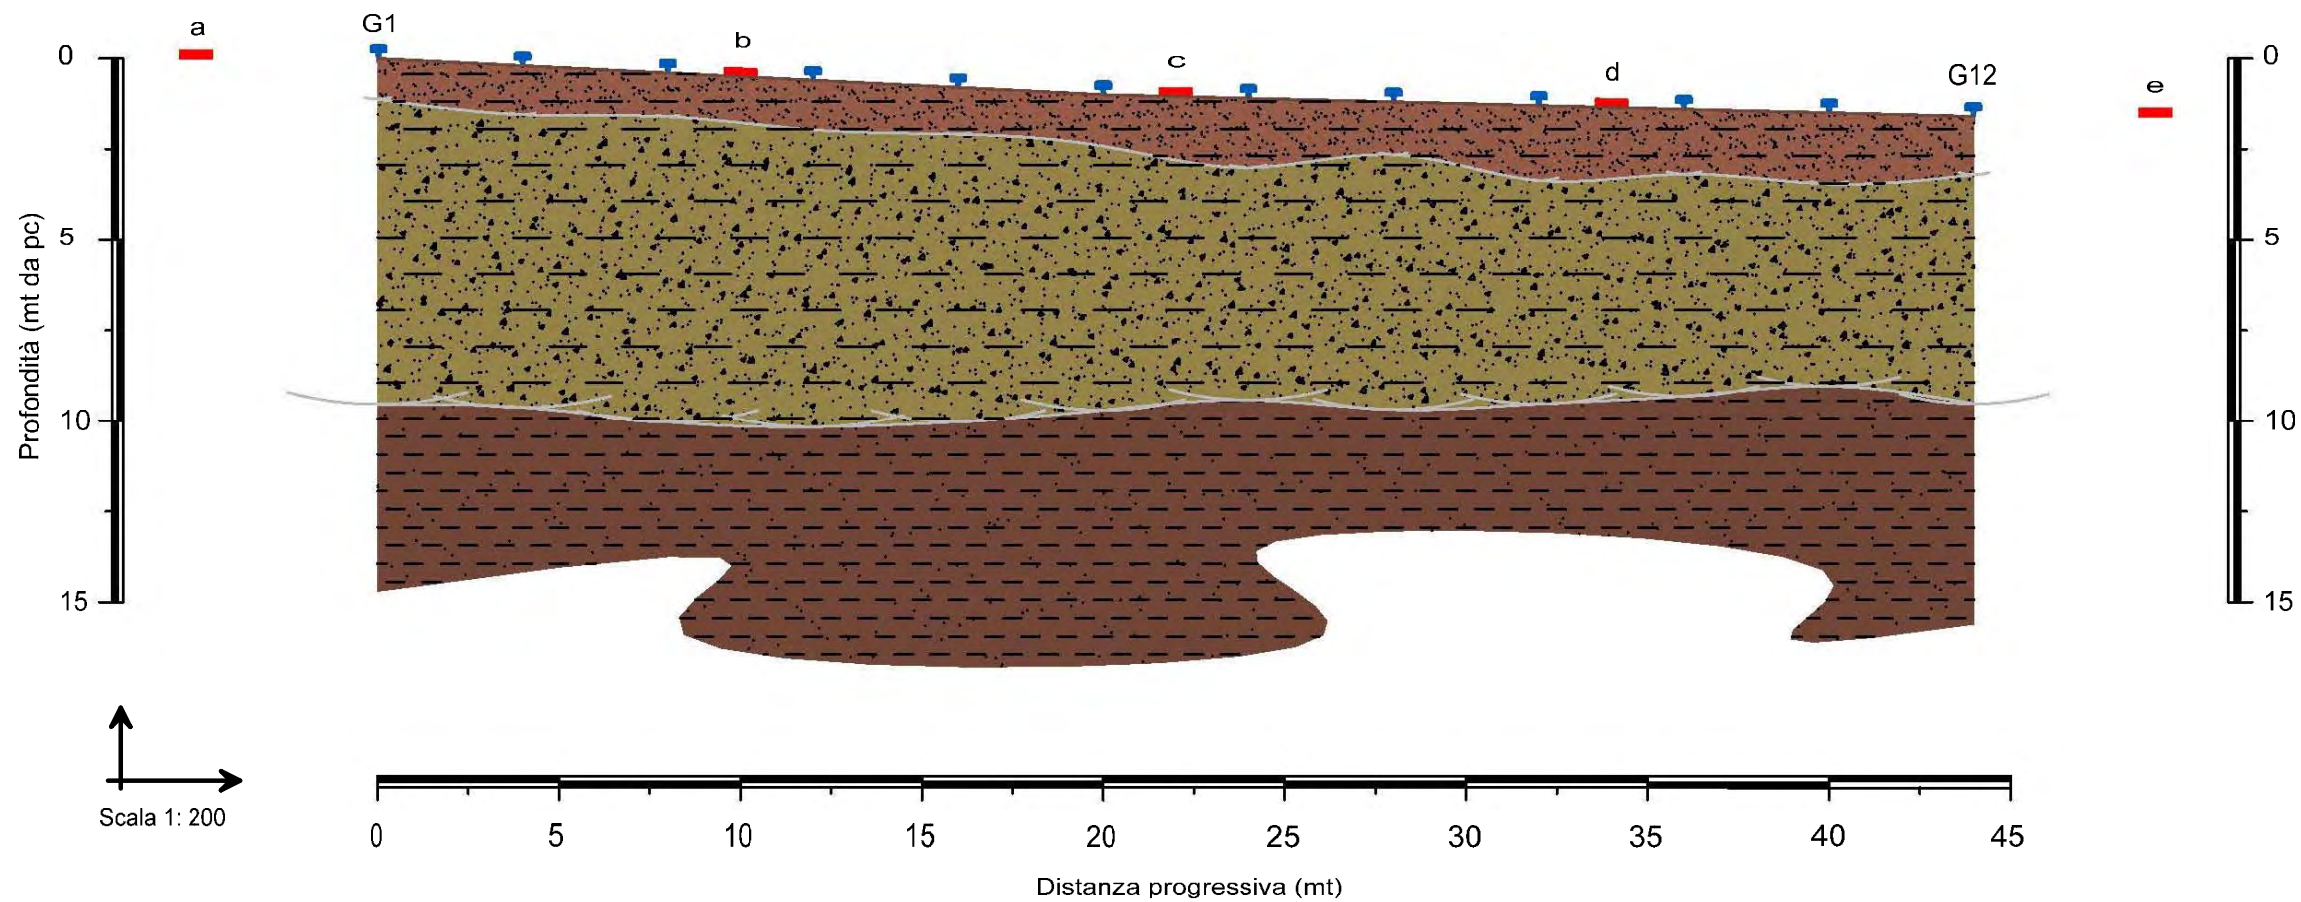 a
G1
b
c
d
G12
e
0
5
10
15
0
5
10
15
Profondità (mt da pc)
Scala 1: 200
0 5 10 15 20 25 30 35 40 45
Distanza progressiva (mt)